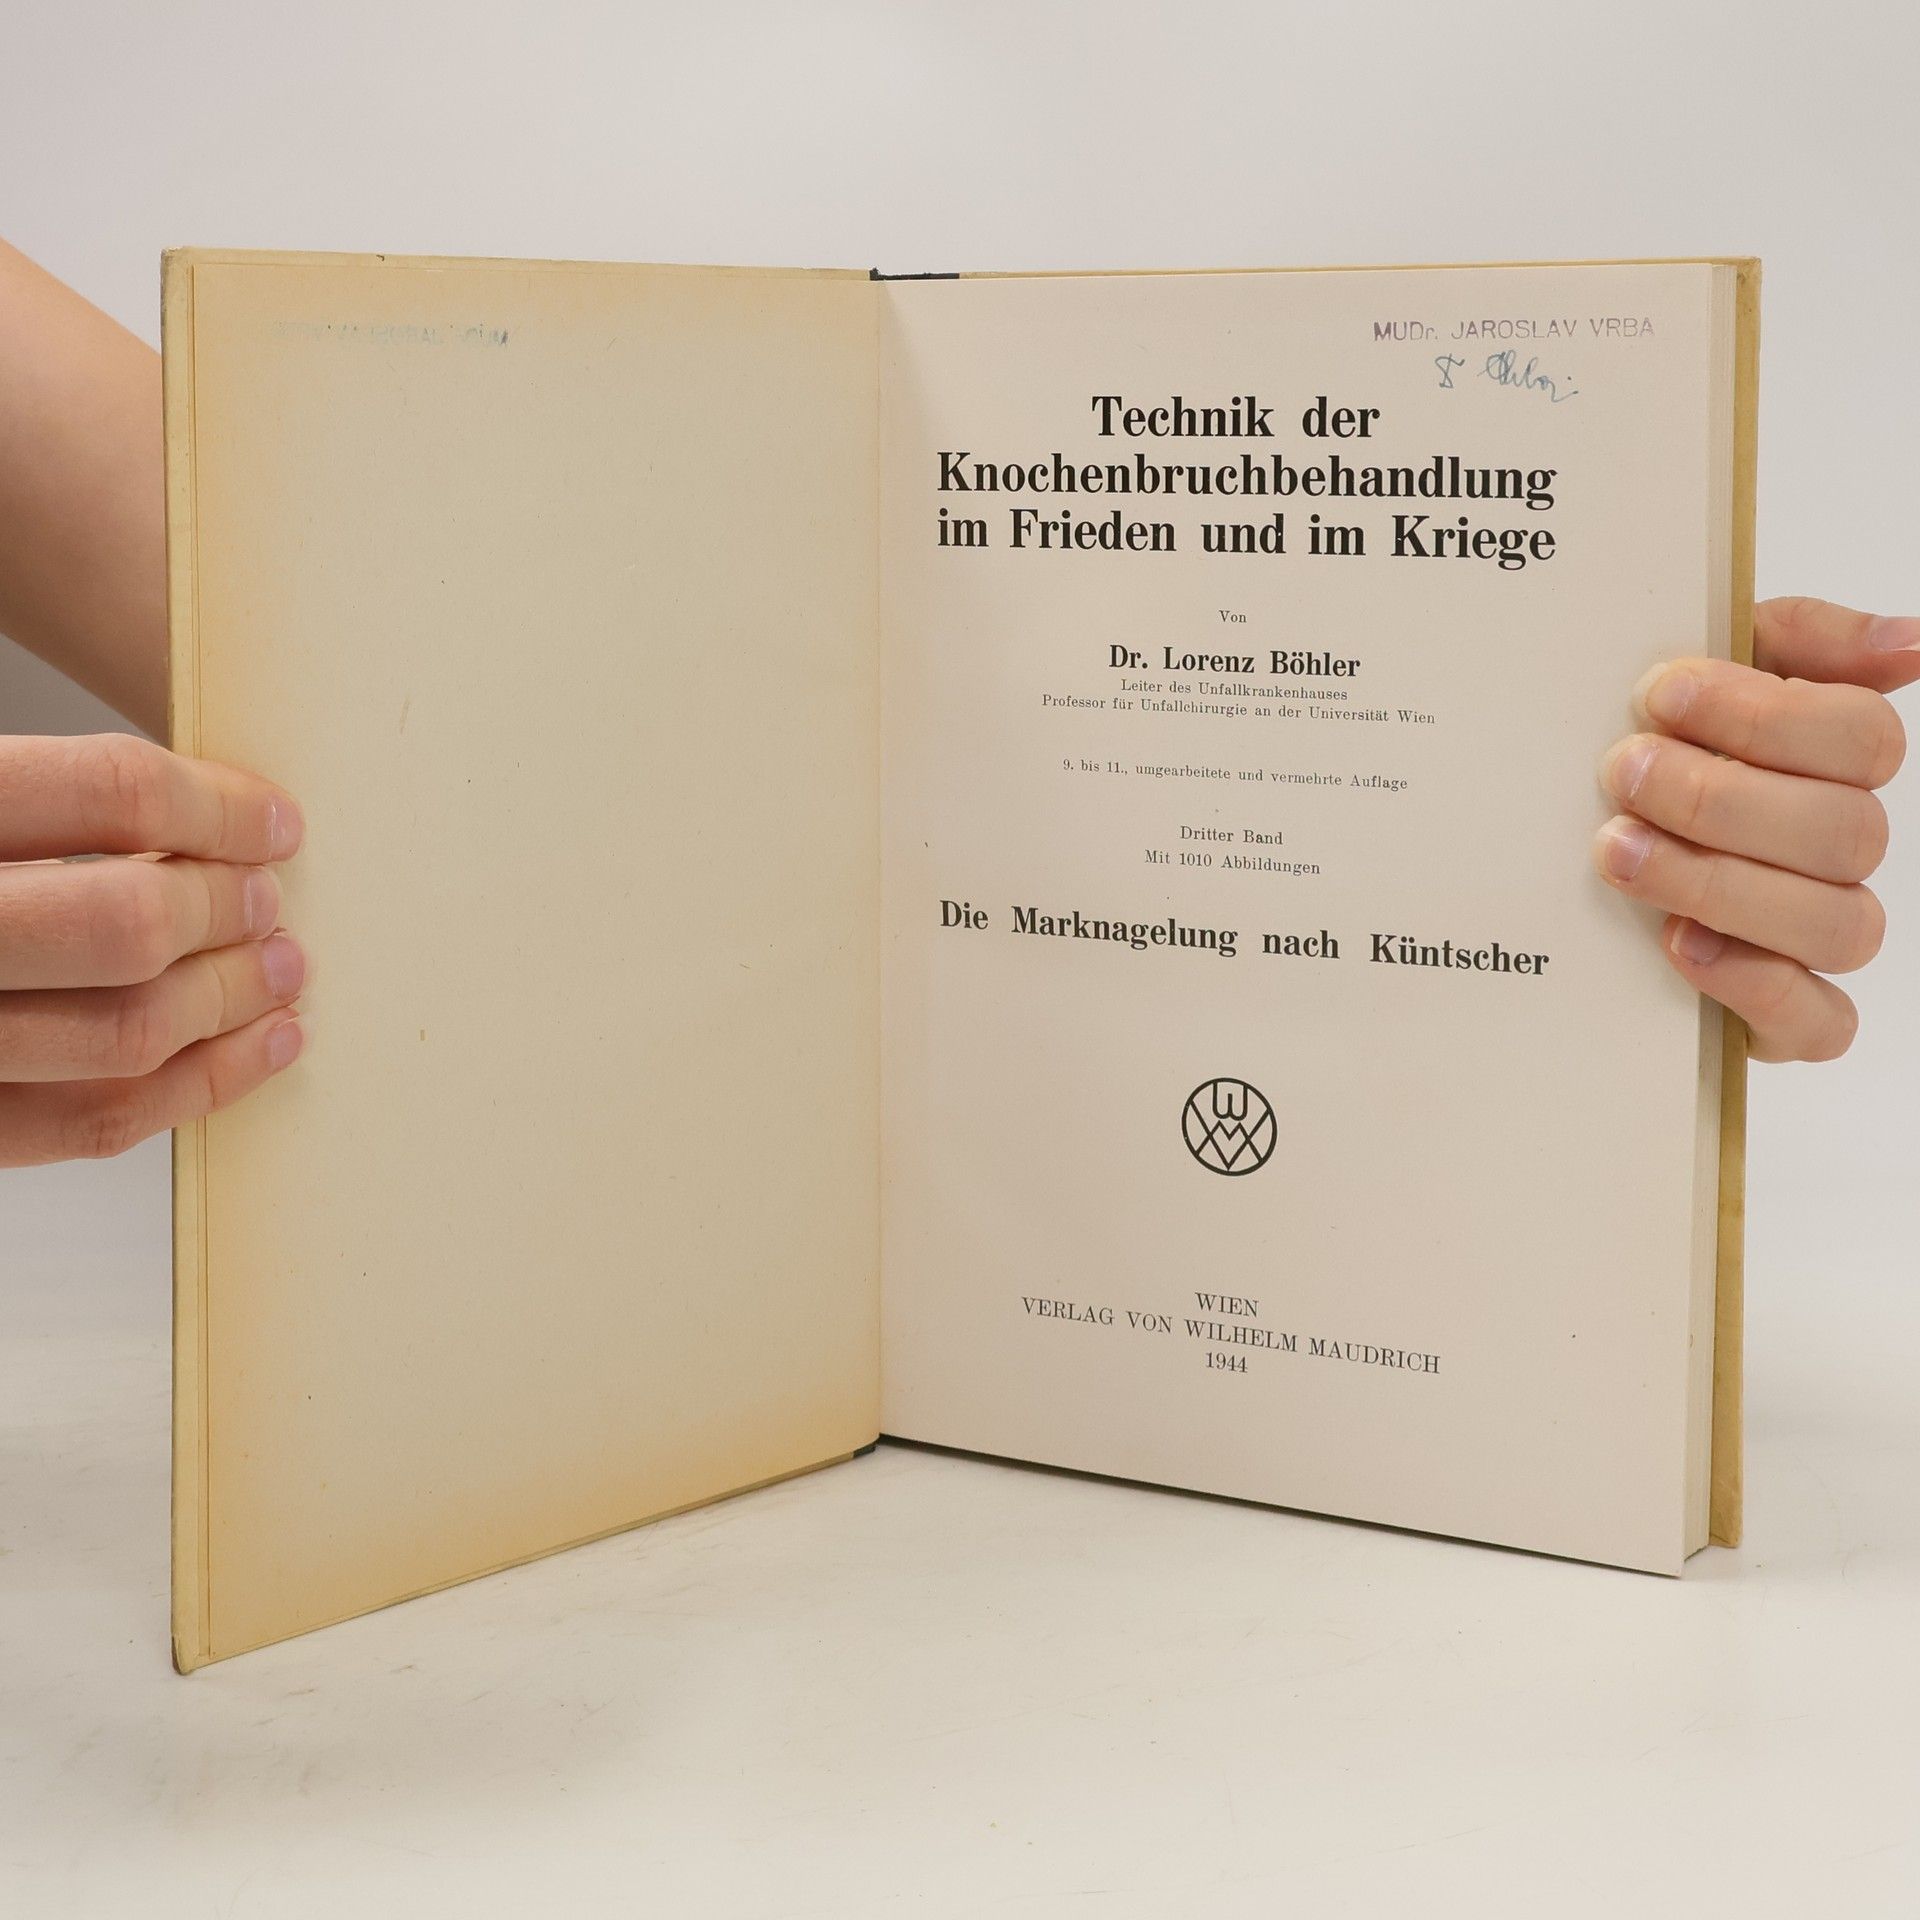 MUDr. JAROSLAV VRBA
Technik der
Knochenbruchbehandlung
im Frieden und im Kriege
Von
Dr. Lorenz Böhler
Leiter des Unfallkrankenhauses
Professor für Unfallchirurgie an der Universität Wien
9. bis 11., umgearbeitete und vermehrte Auflage
Dritter Band
Mit 1010 Abbildungen
Die Marknagelung nach Küntscher
WIEN
VERLAG VON WILHELM MAUDRICH
1944